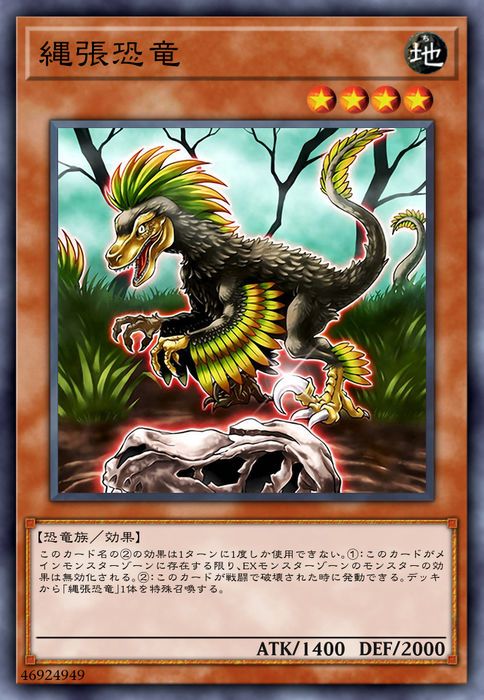 縄張恐竜
ち
地
【恐竜族／効果】
このカード名の②の効果は1ターンに1度しか使用できない。①:このカードがメ
インモンスターゾーンに存在する限り、EXモンスターゾーンのモンスターの効
果は無効化される。②:このカードが戦闘で破壊された時に発動できる。デッキ
から「縄張恐竜」1体を特殊召喚する。
ATK/1400 DEF/2000
46924949